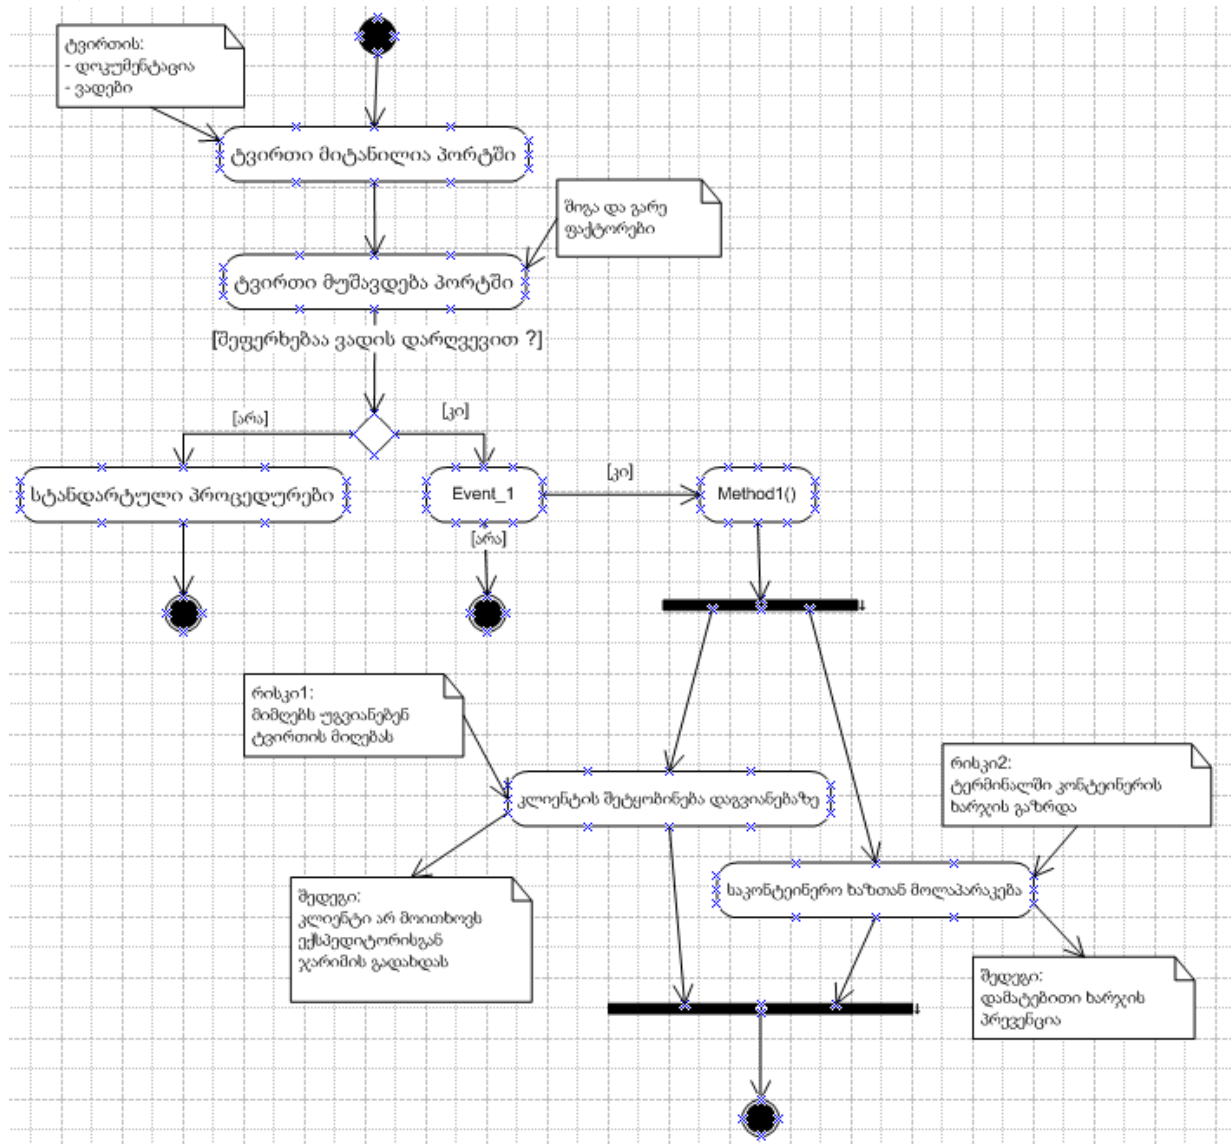 ტვირთის:
- დოკუმენტაცია
- ვადები
ტვირთი მიტანილია პორტში
შიგა და გარე
ფაქტორები
ტვირთი მუშავდება პორტში
[შეფერხებაა ვადის დარღვევით ?]
[არა]
[კი]
სტანდარტული პროცედურები
Event_1
[კი]
Method1()
[არა]
რისკი1:
მიმღებს უგვიანებენ
ტვირთის მიღებას
რისკი2:
ტერმინალში კონტეინერის
ხარჯის გაზრდა
კლიენტის შეტყობინება დაგვიანებაზე
საკონტეინერო ხაზთან მოლაპარაკება
შედეგი:
კლიენტი არ მოითხოვს
ექსპედიტორისგან
ჯარიმის გადახდას
შედეგი:
დამატებითი ხარჯის
პრევენცია